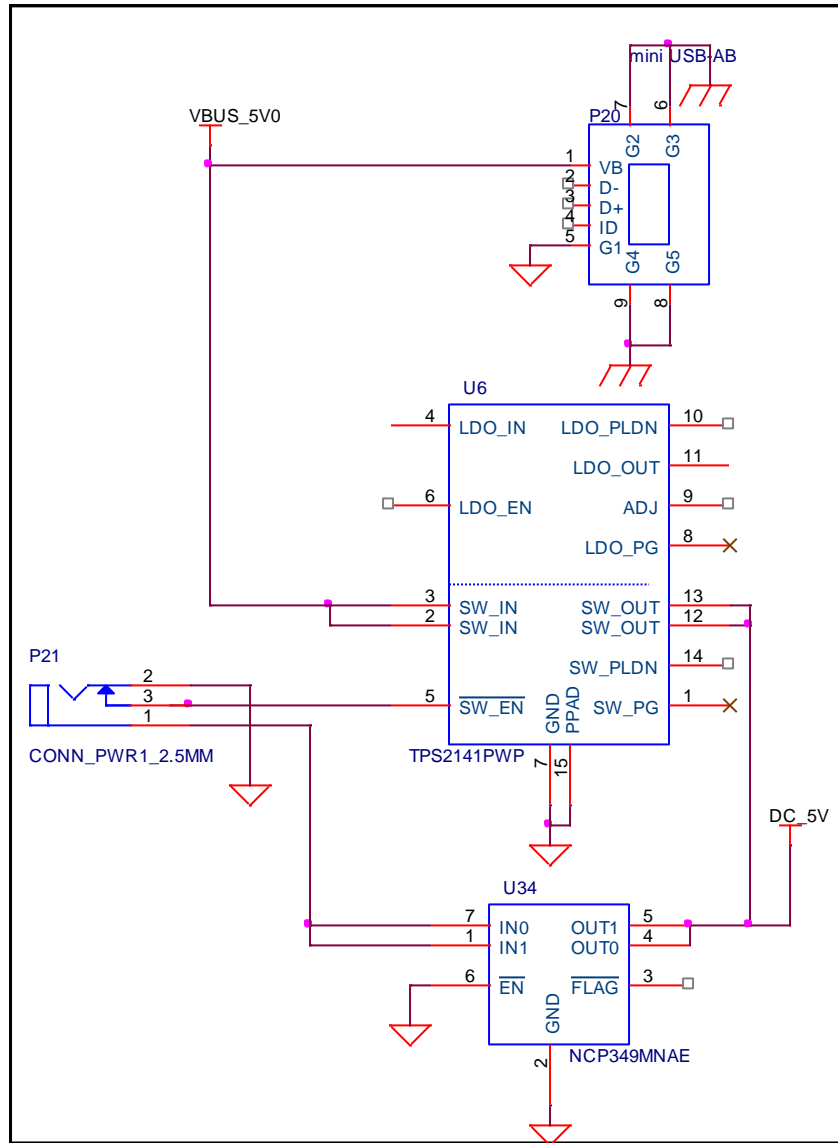 mini USB-AB
7
6
P20
G2
G3
VBUS_5V0
1
VB
2
D-
3
D+
4
ID
5
G1
G4
G5
9
8
U6
4
LDO_IN
LDO_PLDN
10
LDO_OUT
11
6
LDO_EN
ADJ
9
LDO_PG
8
3
SW_IN
SW_OUT
13
2
SW_IN
SW_OUT
12
P21
2
SW_PLDN
14
3
5
SW_EN
GND
PPAD
SW_PG
1
1
CONN_PWR1_2.5MM
TPS2141PWP
7
15
DC_5V
U34
7
IN0
OUT1
5
1
IN1
OUT0
4
6
EN
FLAG
3
GND
2
NCP349MNAE